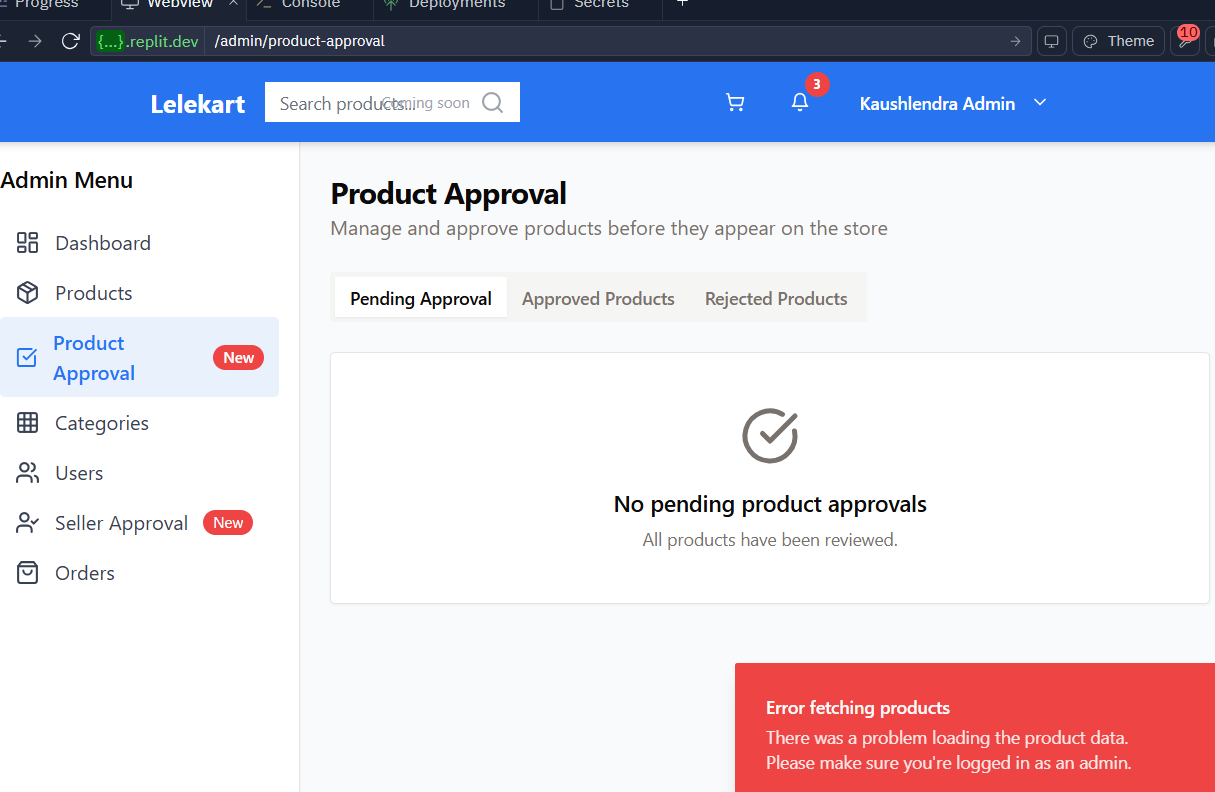 Progress
Webview
Console
Deployments
Secrets
{...}.replit.dev
/admin/product-approval
Theme
10
Lelekart
Search products...
Coming soon
3
Kaushlendra Admin
Admin Menu
Dashboard
Products
Product
Approval
New
Categories
Users
Seller Approval
New
Orders
Product Approval
Manage and approve products before they appear on the store
Pending Approval
Approved Products
Rejected Products
No pending product approvals
All products have been reviewed.
Error fetching products
There was a problem loading the product data.
Please make sure you're logged in as an admin.